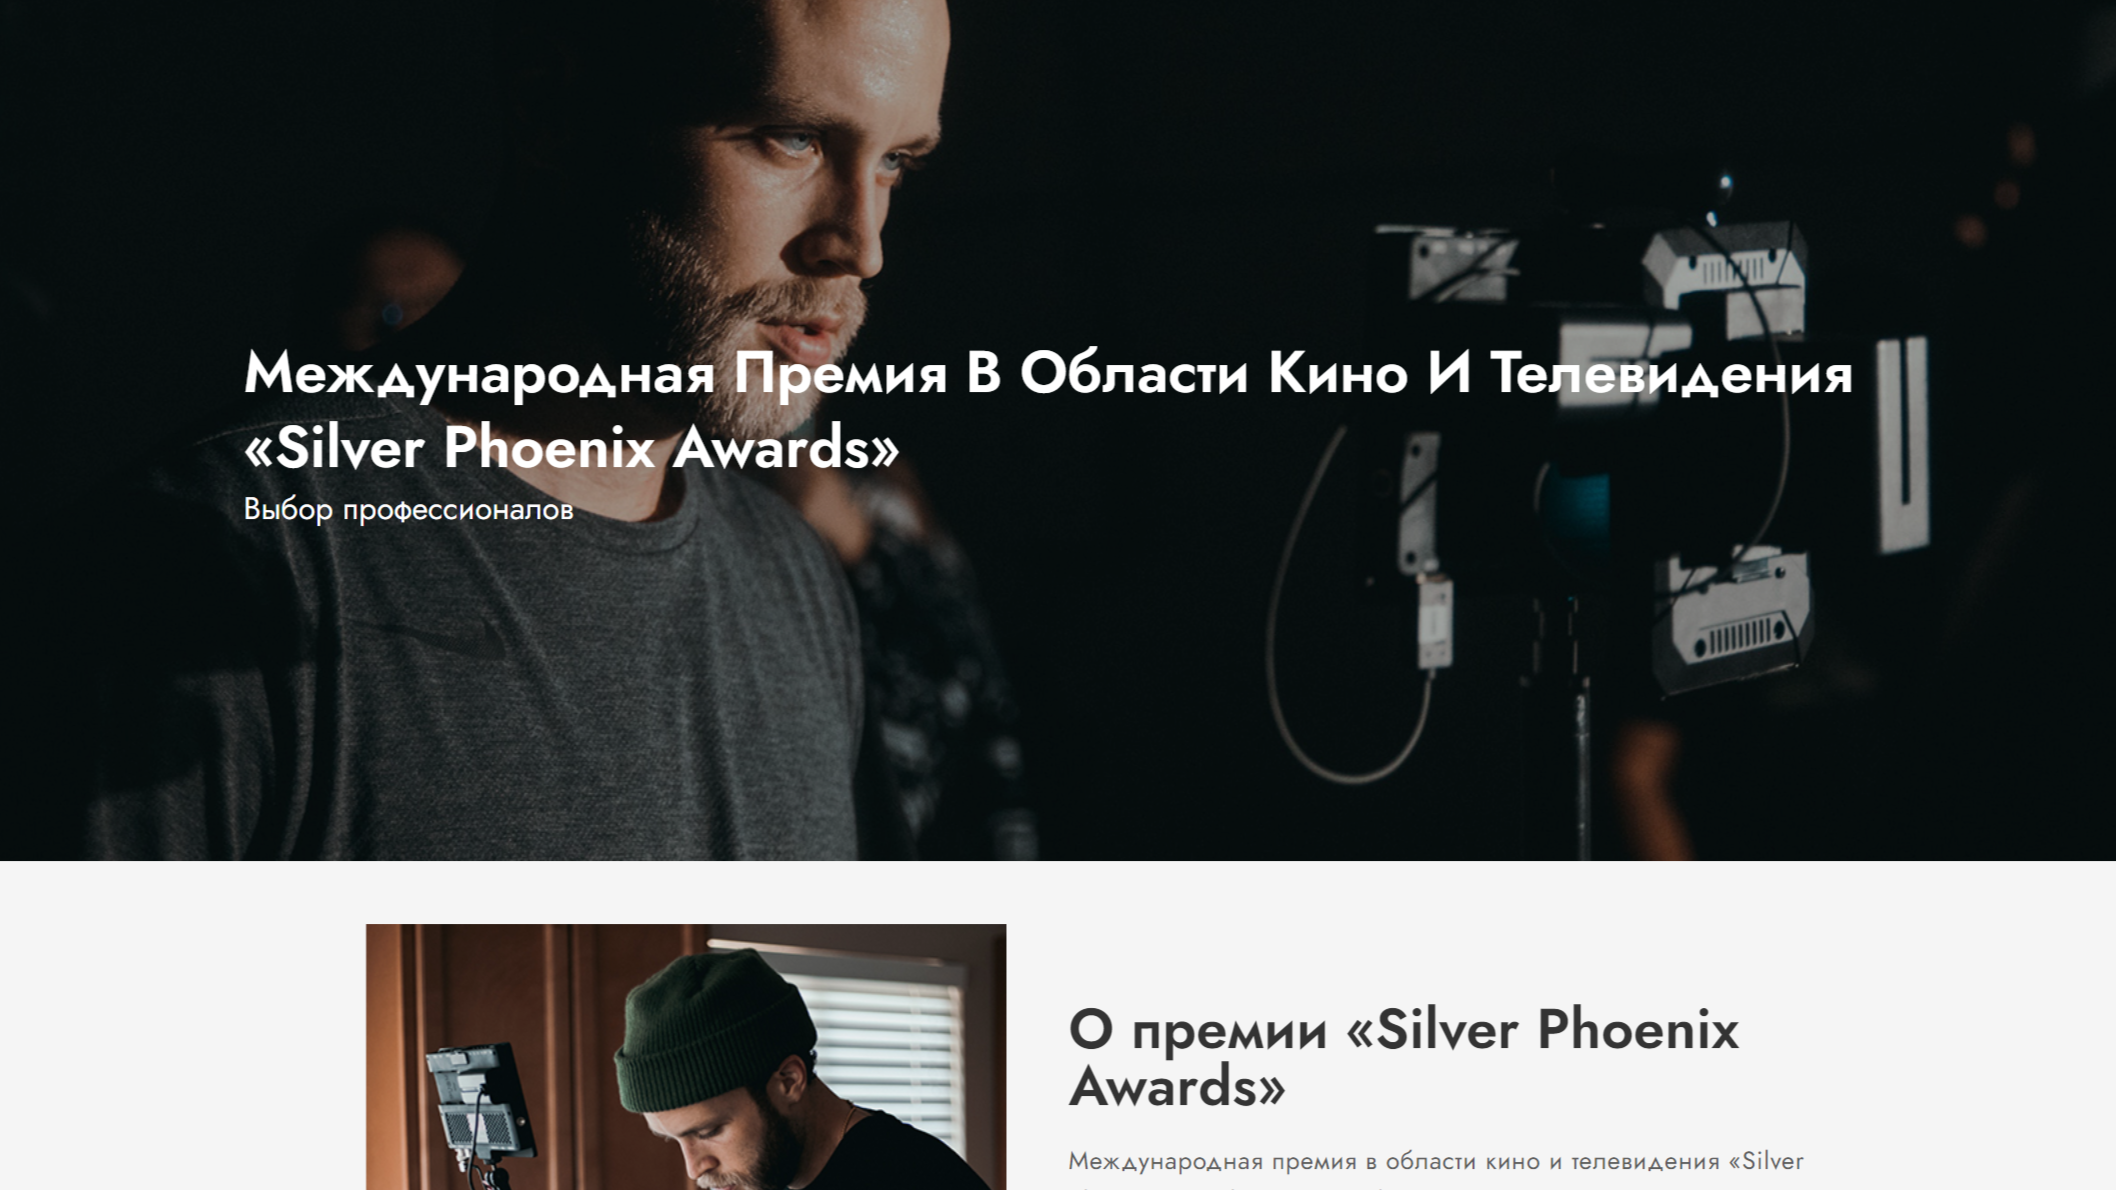 Международная Премия В Области Кино И Телевидения
«Silver Phoenix Awards»
Выбор профессионалов
О премии «Silver Phoenix
Awards»
Международная премия в области кино и телевидения «Silver